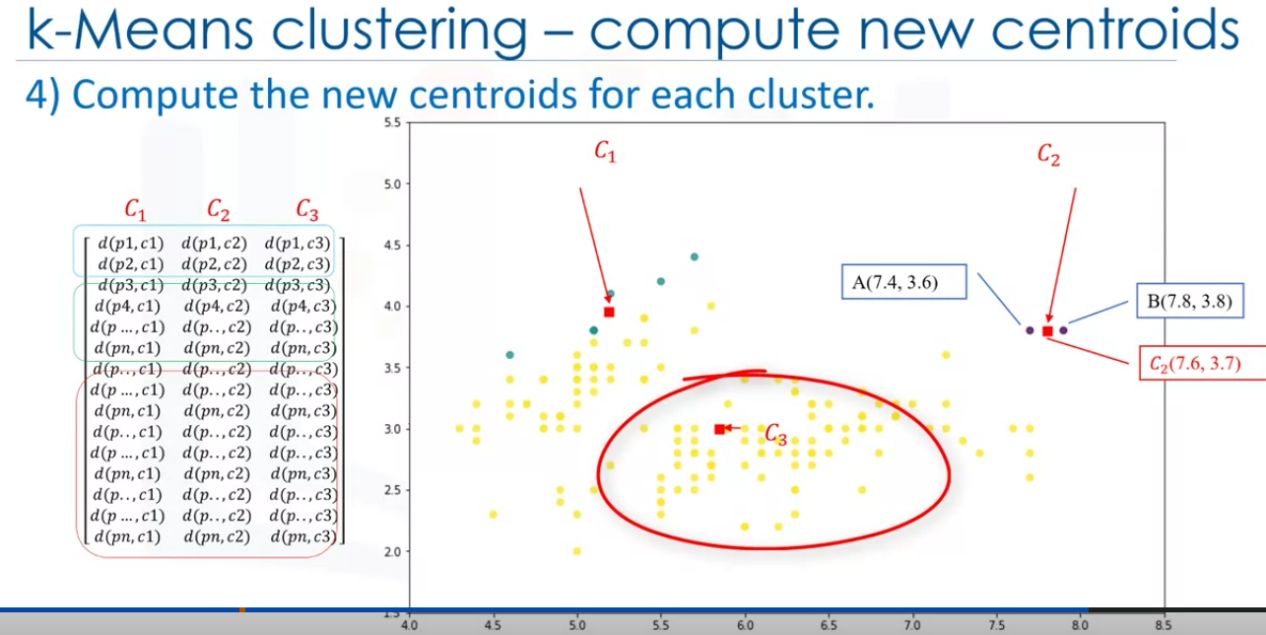 k-Means clustering – compute new centroids
4) Compute the new centroids for each cluster.
C₁ C₂ C₃
d(p1,c1) d(p1,c2) d(p1,c3)
d(p2,c1) d(p2,c2) d(p2,c3)
d(p3,c1) d(p3,c2) d(p3,c3)
d(p4,c1) d(p4,c2) d(p4,c3)
d(p …,c1) d(p..,c2) d(p..,c3)
d(pn,c1) d(pn,c2) d(pn,c3)
d(p..,c1) d(p..,c2) d(p..,c3)
d(p …,c1) d(p..,c2) d(p..,c3)
d(pn,c1) d(pn,c2) d(pn,c3)
d(p..,c1) d(p..,c2) d(p..,c3)
d(p …,c1) d(p..,c2) d(p..,c3)
d(pn,c1) d(pn,c2) d(pn,c3)
d(p..,c1) d(p..,c2) d(p..,c3)
d(p …,c1) d(p..,c2) d(p..,c3)
d(pn,c1) d(pn,c2) d(pn,c3)
5.5
5.0
4.5
4.0
3.5
3.0
2.5
2.0
1.5
C₁
C₂
A(7.4, 3.6)
B(7.8, 3.8)
C₂(7.6, 3.7)
C₃
4.0 4.5 5.0 5.5 6.0 6.5 7.0 7.5 8.0 8.5